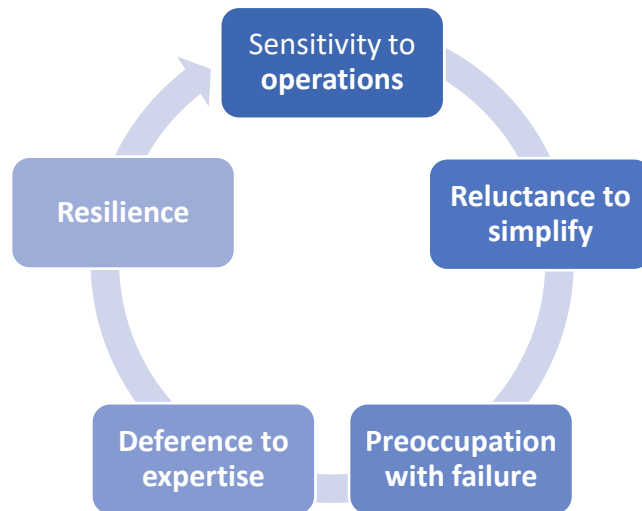 Sensitivity to
operations
Reluctance to
simplify
Preoccupation
with failure
Deference to
expertise
Resilience